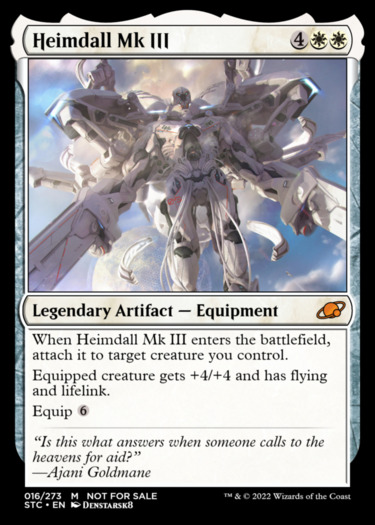 Heimdall Mk III 4
Legendary Artifact — Equipment
When Heimdall Mk III enters the battlefield,
attach it to target creature you control.
Equipped creature gets +4/+4 and has flying
and lifelink.
Equip 6
“Is this what answers when someone calls to the
heavens for aid?”
—Ajani Goldmane
016/273 M NOT FOR SALE
STC • EN Denstarsk8
™ & © 2022 Wizards of the Coast